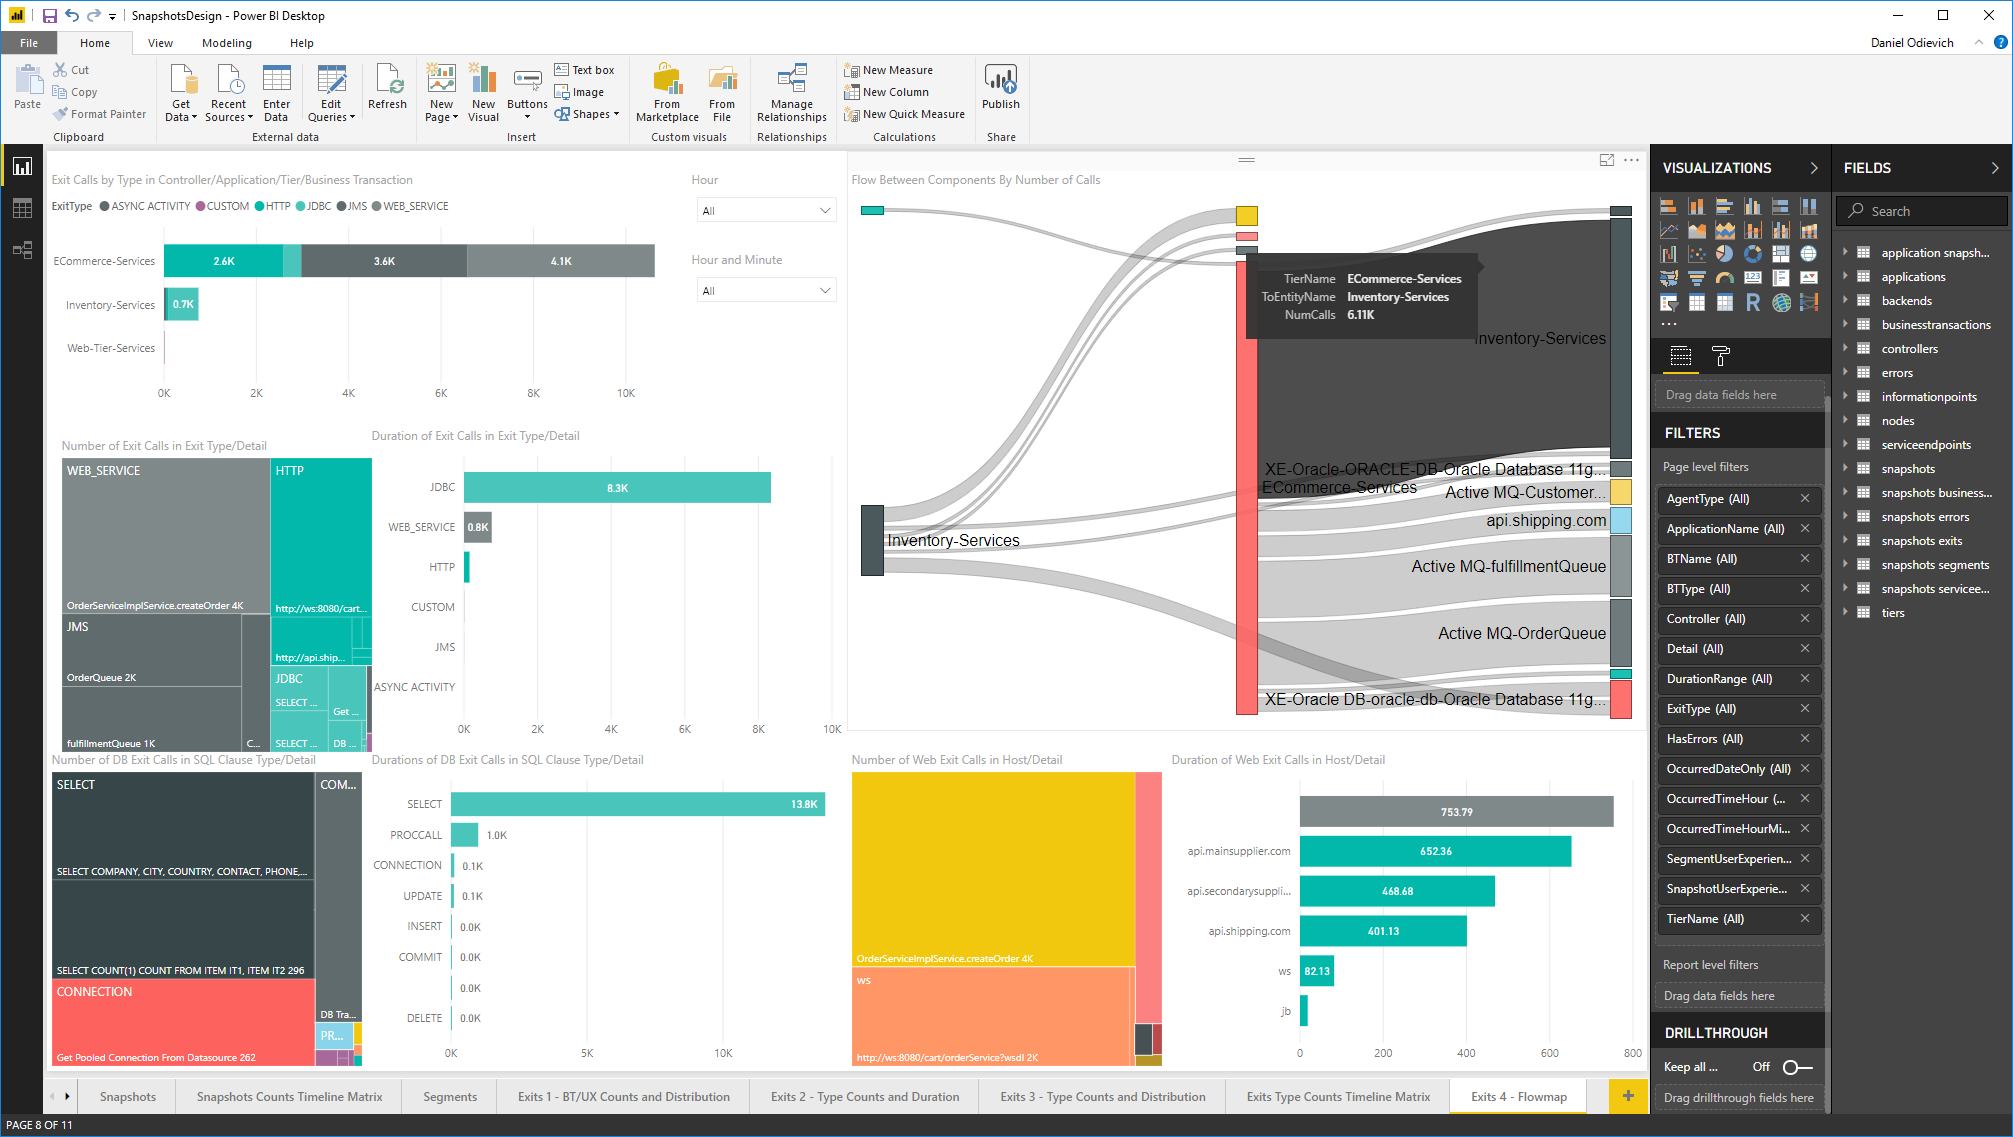 SnapshotsDesign - Power BI Desktop
File
Home
View
Modeling
Help
Daniel Odievich
Paste
Cut
Copy
Format Painter
Clipboard
Get Data
Recent Sources
Enter Data
External data
Edit Queries
Refresh
New Page
New Visual
Buttons
Text box
Image
Shapes
Insert
From Marketplace
From File
Custom visuals
Manage Relationships
Relationships
New Measure
New Column
New Quick Measure
Calculations
Publish
Share
Exit Calls by Type in Controller/Application/Tier/Business Transaction
ExitType ASYNC ACTIVITY CUSTOM HTTP JDBC JMS WEB_SERVICE
ECommerce-Services 2.6K 3.6K 4.1K
Inventory-Services 0.7K
Web-Tier-Services
0K 2K 4K 6K 8K 10K
Hour
All
Hour and Minute
All
Number of Exit Calls in Exit Type/Detail
WEB_SERVICE
OrderServiceImplService.createOrder 4K
HTTP
http://ws:8080/cart...
http://api.ship...
JMS
OrderQueue 2K
fulfillmentQueue 1K
C...
JDBC
SELECT ...
Get ...
SELECT ...
DB ...
Duration of Exit Calls in Exit Type/Detail
JDBC 8.3K
WEB_SERVICE 0.8K
HTTP
CUSTOM
JMS
ASYNC ACTIVITY
0K 2K 4K 6K 8K 10K
Flow Between Components By Number of Calls
TierName ECommerce-Services
ToEntityName Inventory-Services
NumCalls 6.11K
Inventory-Services
XE-Oracle-ORACLE-DB-Oracle Database 11g...
ECommerce-Services
Active MQ-Customer...
api.shipping.com
Inventory-Services
Active MQ-fulfillmentQueue
Active MQ-OrderQueue
XE-Oracle DB-oracle-db-Oracle Database 11g...
Number of DB Exit Calls in SQL Clause Type/Detail
SELECT
SELECT COMPANY, CITY, COUNTRY, CONTACT, PHONE,...
SELECT COUNT(1) COUNT FROM ITEM IT1, ITEM IT2 296
CONNECTION
Get Pooled Connection From Datasource 262
COM...
DB Tra...
PR...
Durations of DB Exit Calls in SQL Clause Type/Detail
SELECT 13.8K
PROCCALL 1.0K
CONNECTION 0.1K
UPDATE 0.1K
INSERT 0.0K
COMMIT 0.0K
0.0K
DELETE 0.0K
0K 5K 10K
Number of Web Exit Calls in Host/Detail
OrderServiceImplService.createOrder 4K
ws
http://ws:8080/cart/orderService?wsdl 2K
Duration of Web Exit Calls in Host/Detail
753.79
api.mainsupplier.com 652.36
api.secondarysuppli... 468.68
api.shipping.com 401.13
ws 82.13
jb
0 200 400 600 800
VISUALIZATIONS
Drag data fields here
FILTERS
Page level filters
AgentType (All)
ApplicationName (All)
BTName (All)
BTType (All)
Controller (All)
Detail (All)
DurationRange (All)
ExitType (All)
HasErrors (All)
OccurredDateOnly (All)
OccurredTimeHour (...
OccurredTimeHourMi...
SegmentUserExperien...
SnapshotUserExperie...
TierName (All)
Report level filters
Drag data fields here
DRILLTHROUGH
Keep all ... Off
Drag drillthrough fields here
FIELDS
Search
application snapsh...
applications
backends
businesstransactions
controllers
errors
informationpoints
nodes
serviceendpoints
snapshots
snapshots business...
snapshots errors
snapshots exits
snapshots segments
snapshots servicee...
tiers
Snapshots
Snapshots Counts Timeline Matrix
Segments
Exits 1 - BT/UX Counts and Distribution
Exits 2 - Type Counts and Duration
Exits 3 - Type Counts and Distribution
Exits Type Counts Timeline Matrix
Exits 4 - Flowmap
PAGE 8 OF 11